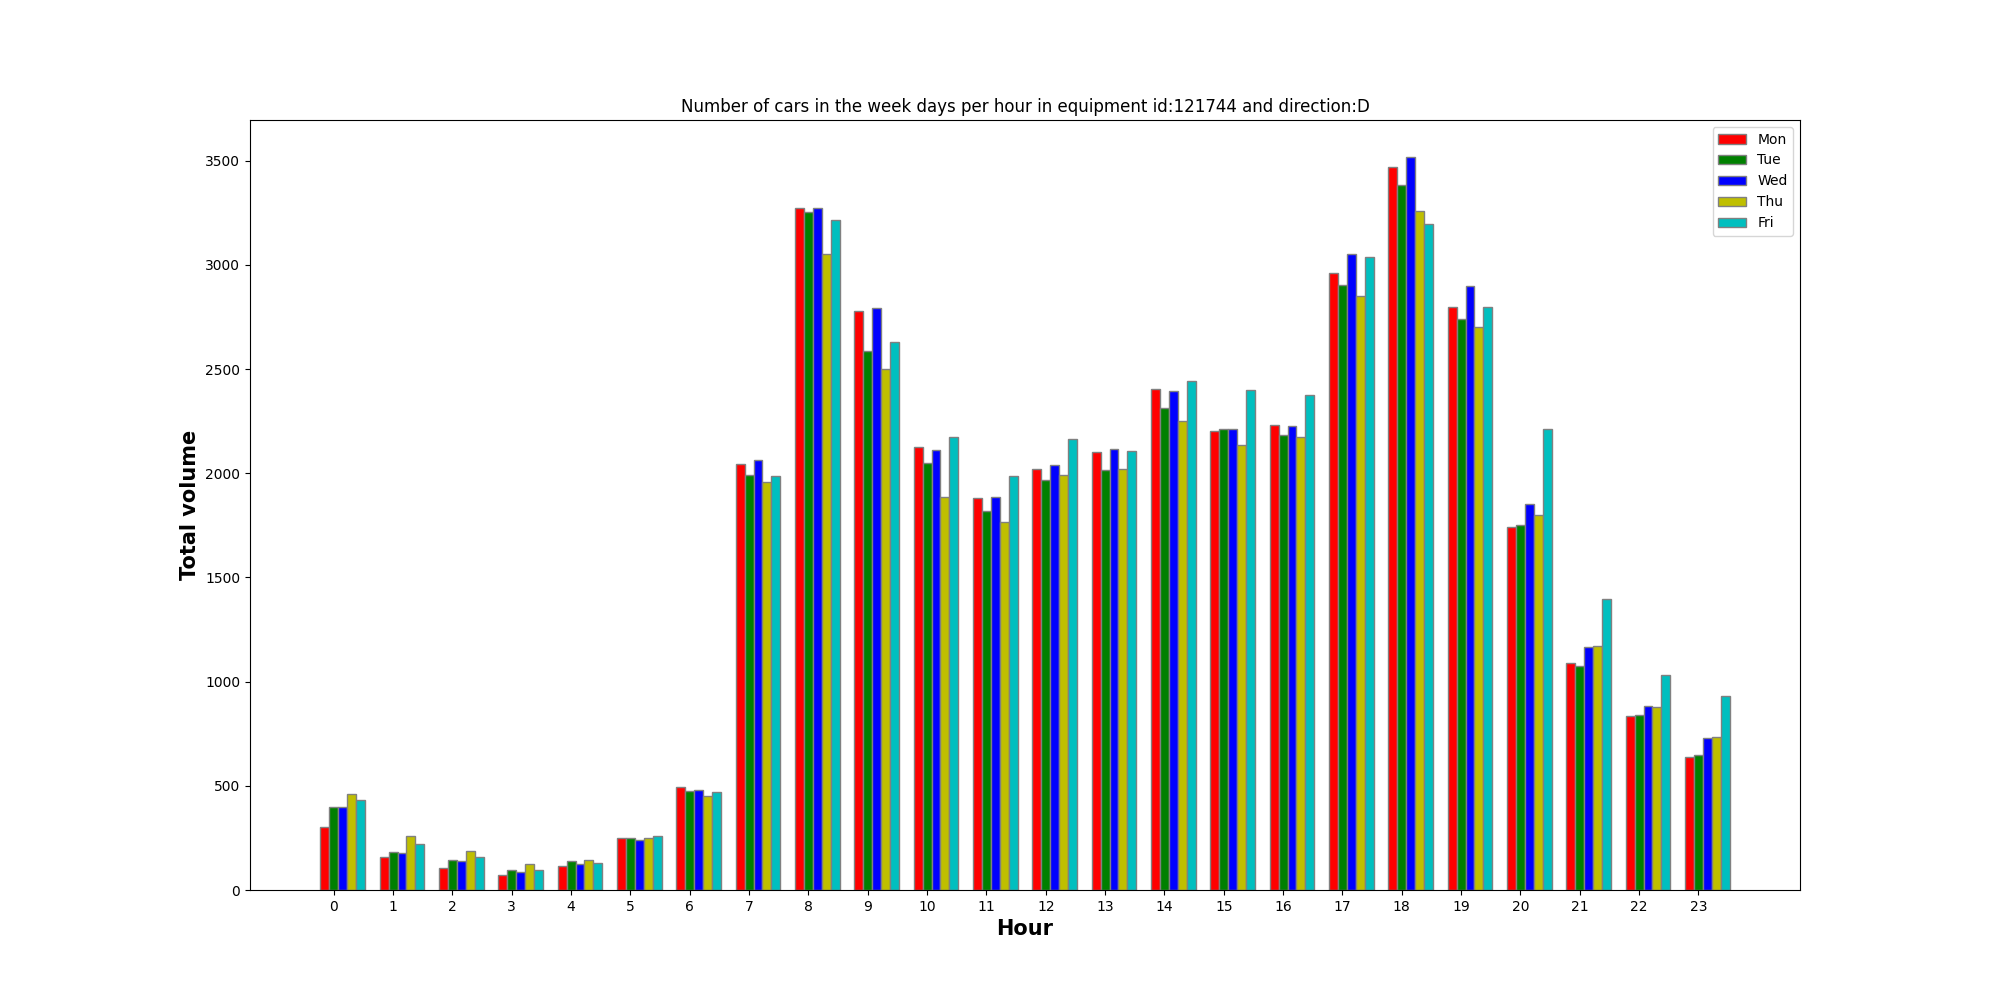 Number of cars in the week days per hour in equipment id:121744 and direction:D
Mon
Tue
Wed
Thu
Fri
Total volume
3500
3000
2500
2000
1500
1000
500
0
0 1 2 3 4 5 6 7 8 9 10 11 12 13 14 15 16 17 18 19 20 21 22 23
Hour